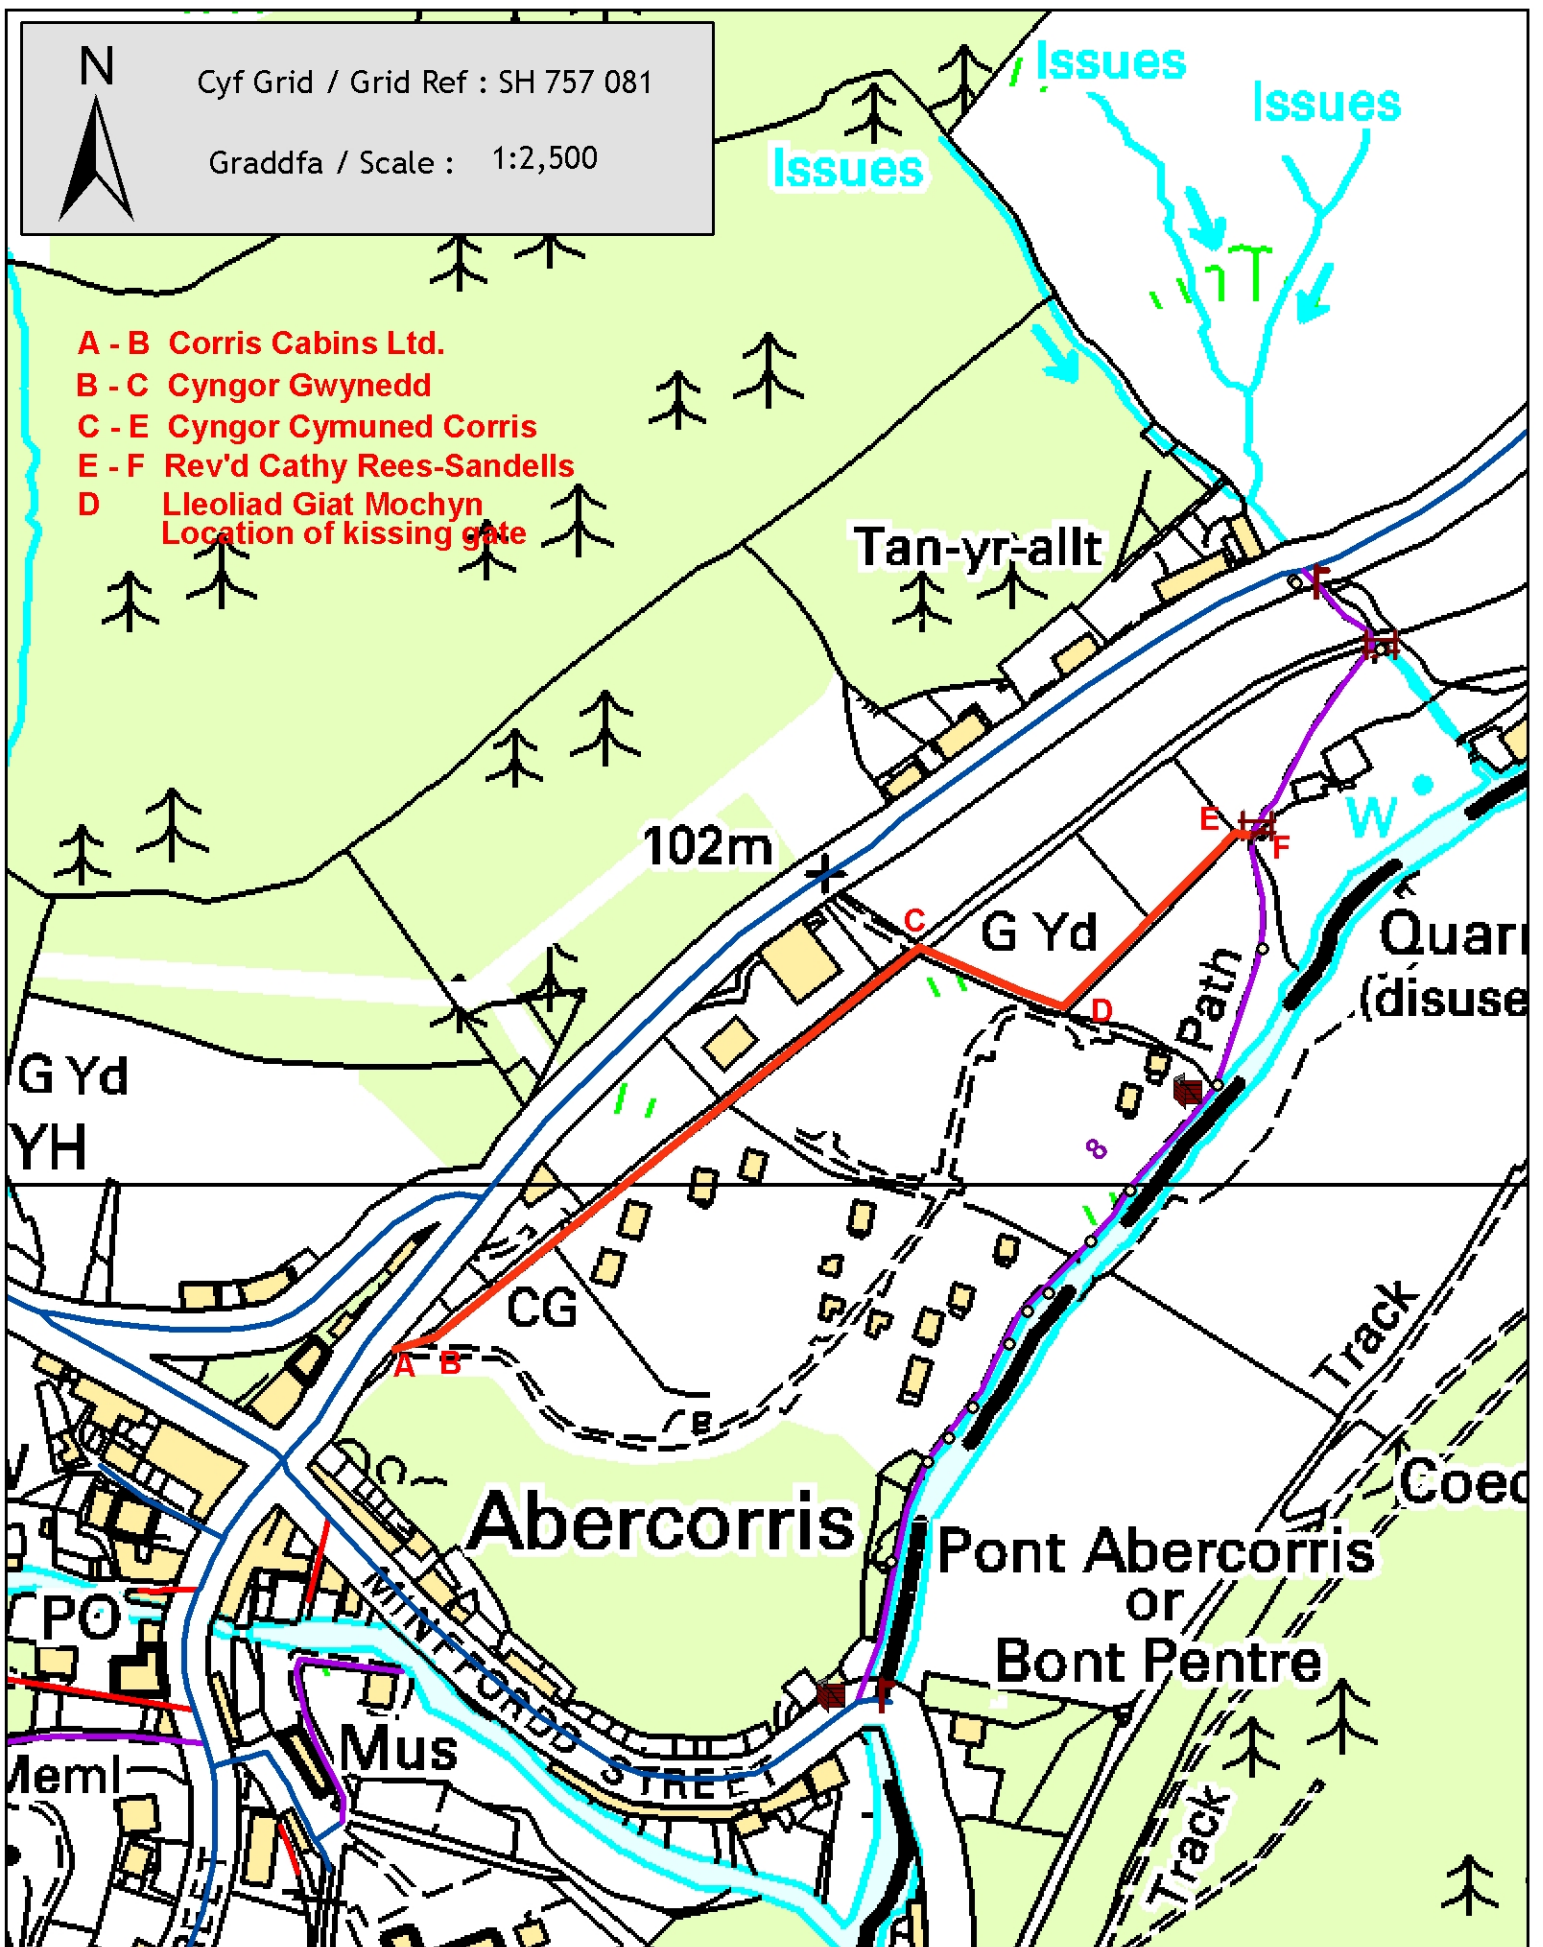 N
Cyf Grid / Grid Ref : SH 757 081
Graddfa / Scale : 1:2,500
Issues
Issues
Issues
A - B Corris Cabins Ltd.
B - C Cyngor Gwynedd
C - E Cyngor Cymuned Corris
E - F Rev'd Cathy Rees-Sandells
D Lleoliad Giat Mochyn
Location of kissing gate
Tan-yr-allt
102m
E
F
W
C
G Yd
D
Path
Quarr
(disuse
G Yd
YH
8
CG
A B
Track
Abercorris
Coed
Pont Abercorris
or
Bont Pentre
PO
MINFFORDD STREET
Mus
Meml
Track